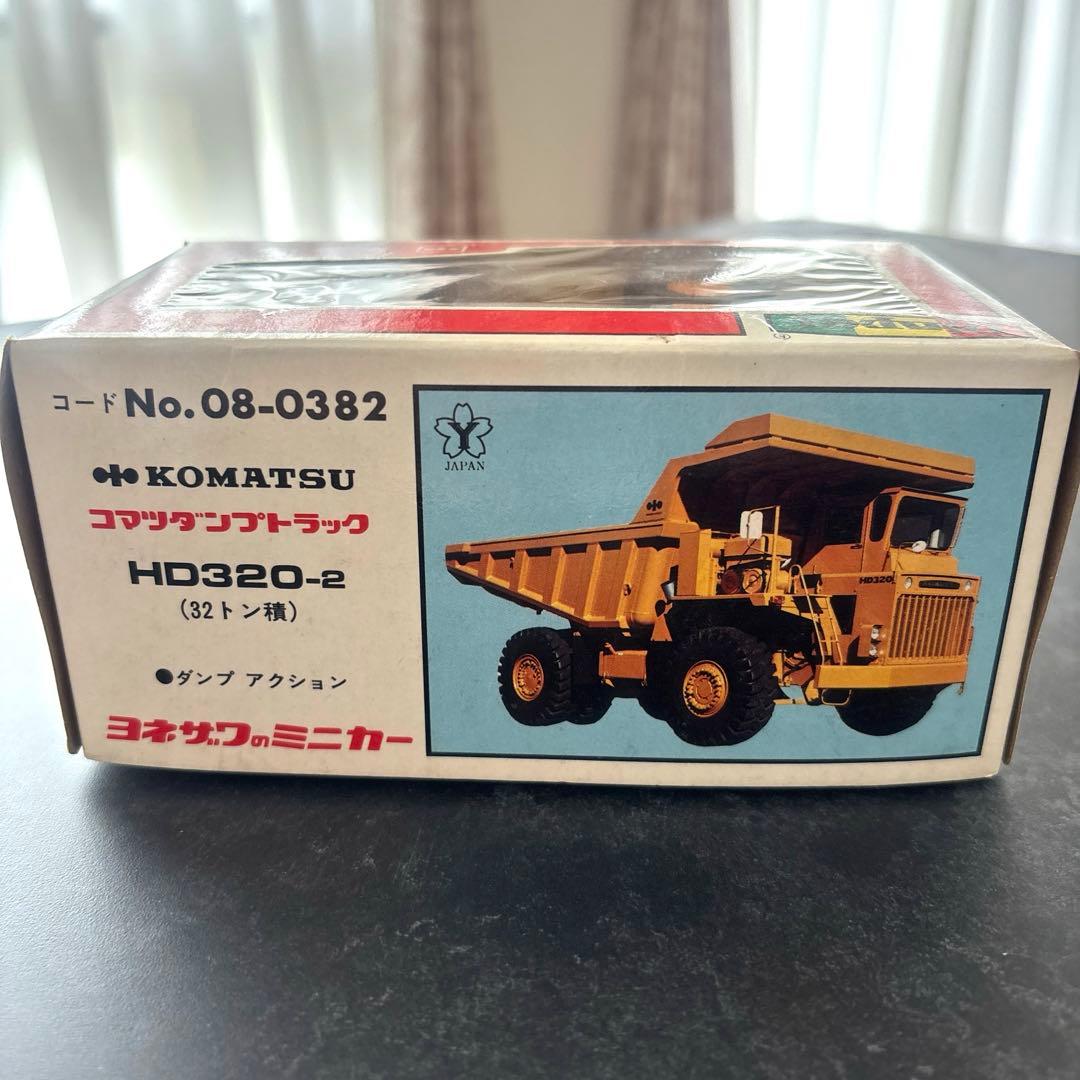 コード No. 08-0382
KOMATSU
コマツダンプトラック
HD320-2
(32トン積)
●ダンプ アクション
ヨネザワのミニカー
Y
JAPAN
HD320